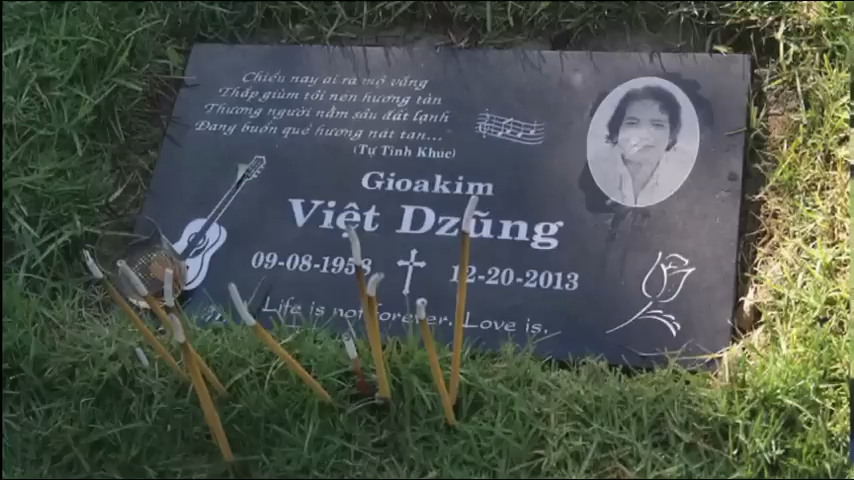 Chiều nay ai ra mộ vắng
Thắp giùm tôi nén hương tàn
Thương người nằm sâu đất lạnh
Đang buồn quê hương nát tan...
(Tự Tình Khúc)
Gioakim
Việt Dzũng
09-08-1958 12-20-2013
Life is not forever. Love is.